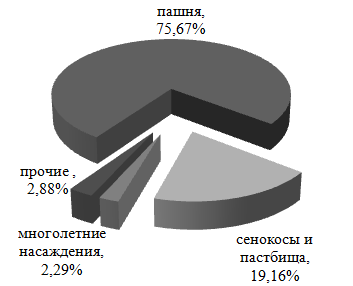 пашня,
75,67%
прочие ,
2,88%
многолетние
насаждения,
2,29%
сенокосы и
пастбища,
19,16%